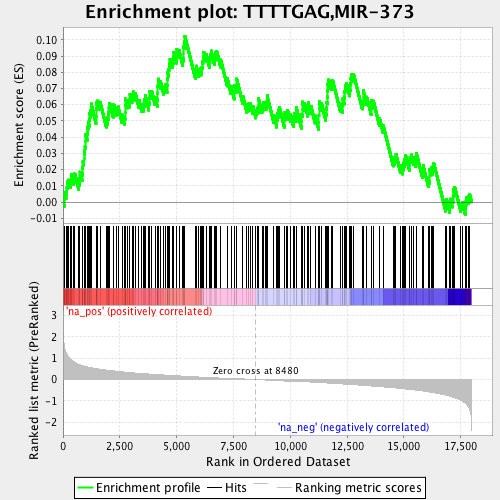 Enrichment plot: TTTTGAG,MIR-373
Enrichment score (ES)
0.10
0.09
0.08
0.07
0.06
0.05
0.04
0.03
0.02
0.01
0.00
-0.01
'na_pos' (positively correlated)
Ranked list metric (PreRanked)
3
2
1
0
-1
-2
Zero cross at 8480
'na_neg' (negatively correlated)
0
2,500
5,000
7,500
10,000
12,500
15,000
17,500
Rank in Ordered Dataset
Enrichment profile
Hits
Ranking metric scores